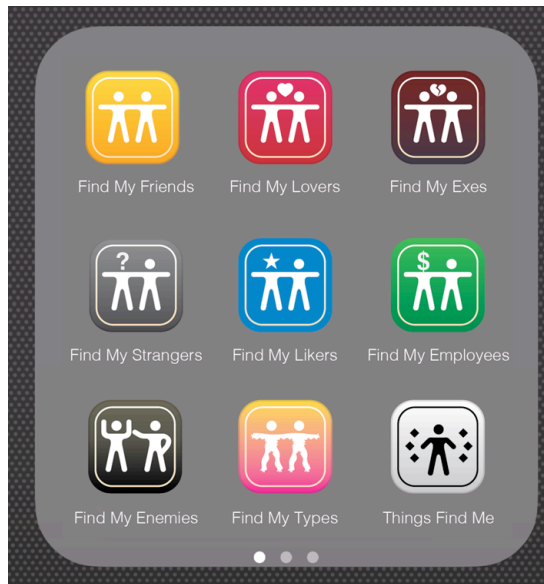 Find My Friends
Find My Lovers
Find My Exes
?
$
Find My Strangers
Find My Likers
Find My Employees
Find My Enemies
Find My Types
Things Find Me